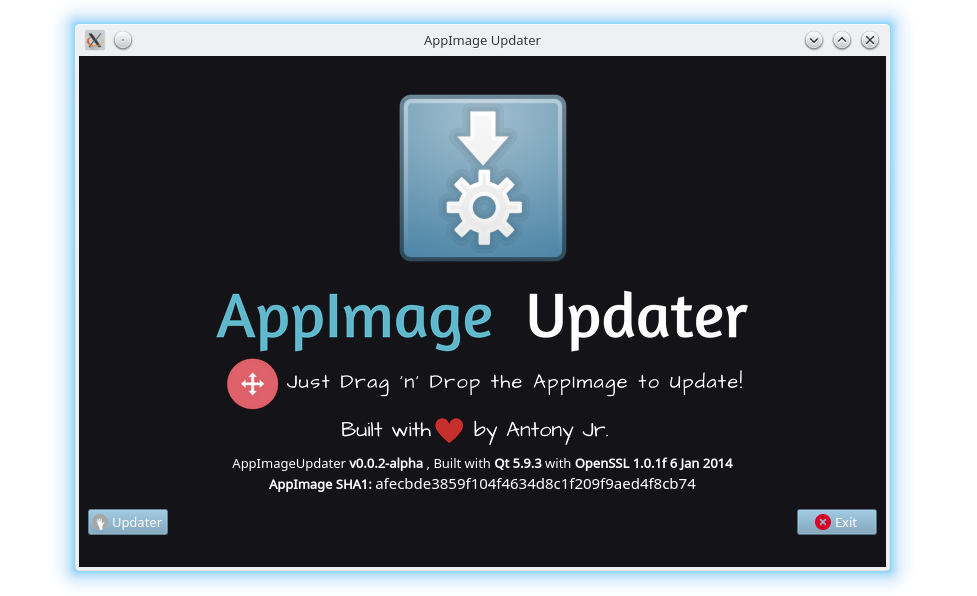 AppImage Updater
AppImage Updater
Just Drag 'n' Drop the AppImage to Update!
Built with by Antony Jr.
AppImageUpdater v0.0.2-alpha , Built with Qt 5.9.3 with OpenSSL 1.0.1f 6 Jan 2014
AppImage SHA1: afecbde3859f104f4634d8c1f209f9aed4f8cb74
Updater Exit